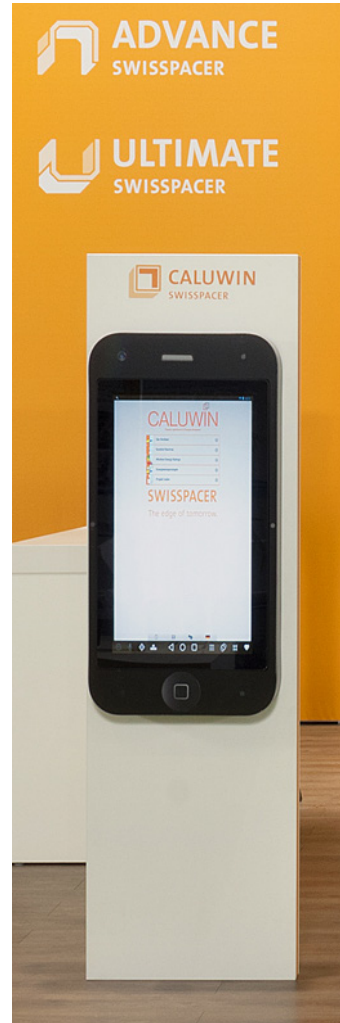 ADVANCE
SWISSPACER
ULTIMATE
SWISSPACER
CALUWIN
SWISSPACER
CALUWIN
SWISSPACER
The edge of tomorrow.